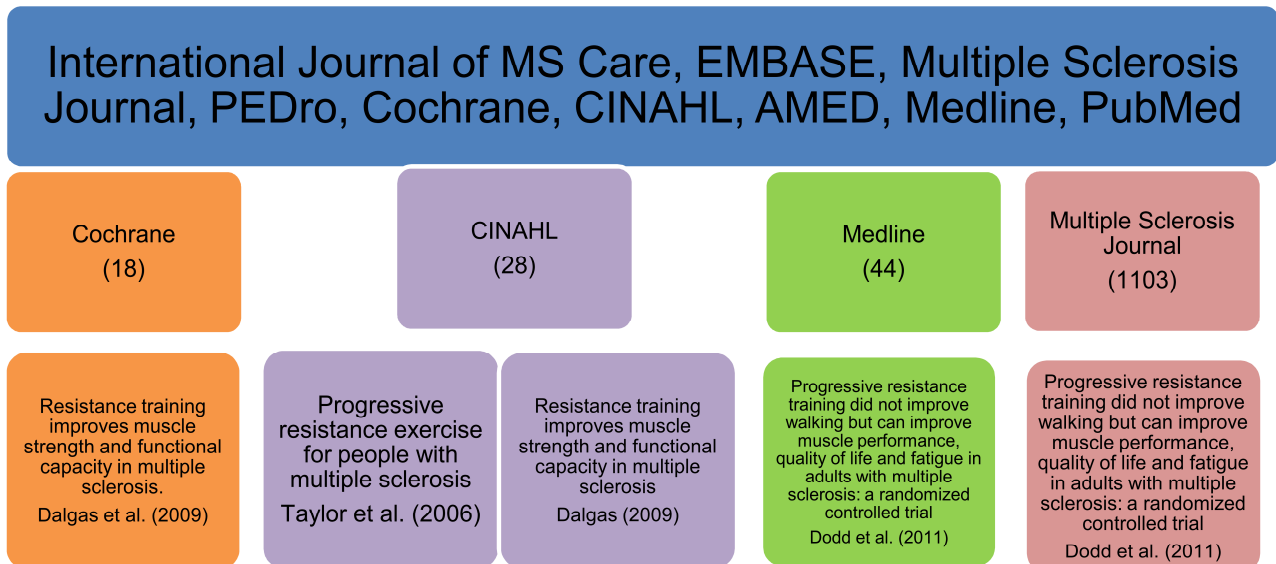 International Journal of MS Care, EMBASE, Multiple Sclerosis
Journal, PEDro, Cochrane, CINAHL, AMED, Medline, PubMed
Cochrane
(18)
CINAHL
(28)
Medline
(44)
Multiple Sclerosis
Journal
(1103)
Resistance training
improves muscle
strength and functional
capacity in multiple
sclerosis.
Dalgas et al. (2009)
Progressive
resistance exercise
for people with
multiple sclerosis
Taylor et al. (2006)
Resistance training
improves muscle
strength and functional
capacity in multiple
sclerosis
Dalgas (2009)
Progressive resistance
training did not improve
walking but can improve
muscle performance,
quality of life and fatigue in
adults with multiple
sclerosis: a randomized
controlled trial
Dodd et al. (2011)
Progressive resistance
training did not improve
walking but can improve
muscle performance,
quality of life and fatigue
in adults with multiple
sclerosis: a randomized
controlled trial
Dodd et al. (2011)